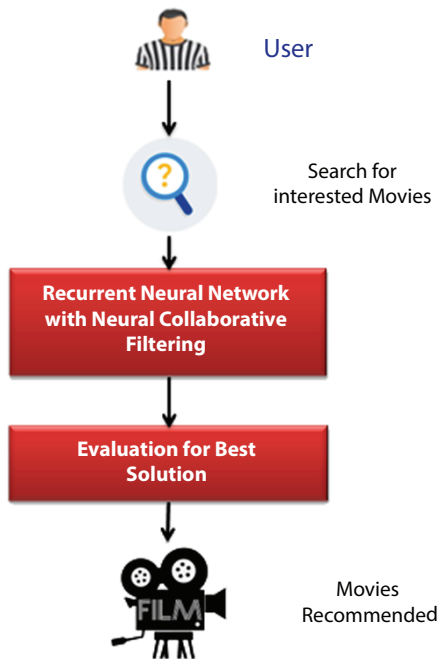 User
?
Search for
interested Movies
Recurrent Neural Network
with Neural Collaborative
Filtering
Evaluation for Best
Solution
FILM
Movies
Recommended